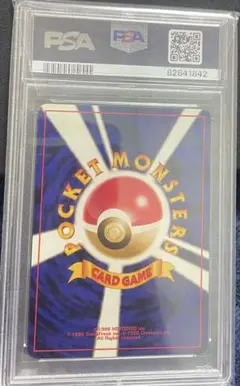 PSA
PSA
82641842
POCKET MONSTERS
CARD GAME